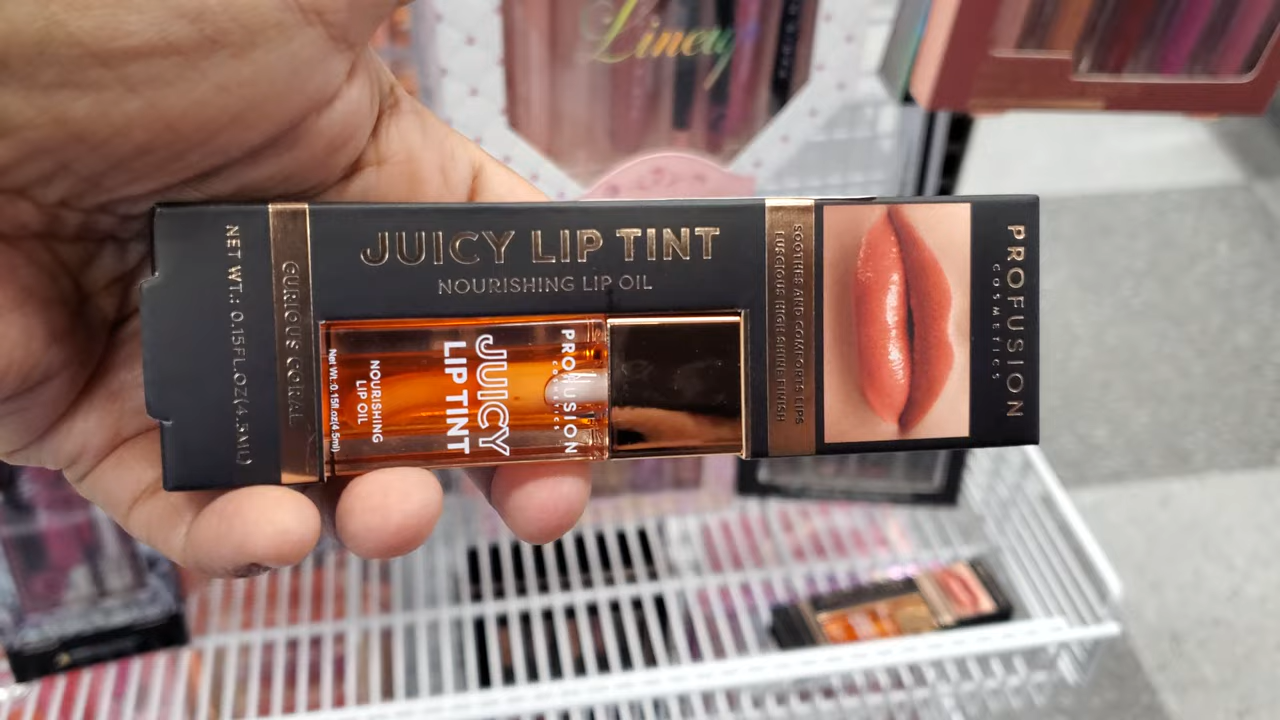 JUICY LIP TINT
NOURISHING LIP OIL
NET WT.: 0.15FL.OZ(4.5ML)
CURIOUS CORAL
PROFUSION
COSMETICS
JUICY
LIP TINT
NOURISHING
LIP OIL
Net Wt.:0.15fl.oz(4.5ml)
SOOTHES AND COMFORTS LIPS
LUSCIOUS HIGH SHINE FINISH
PROFUSION
COSMETICS